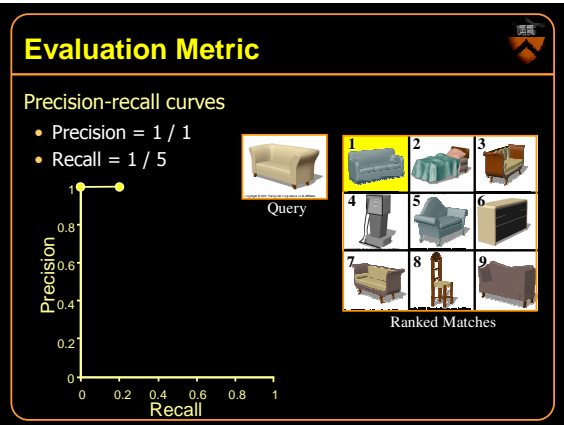 Evaluation Metric
Precision-recall curves
• Precision = 1 / 1
• Recall = 1 / 5
1
0.8
0.6
0.4
0.2
0
Precision
0 0.2 0.4 0.6 0.8 1
Recall
Query
1 2 3
4 5 6
7 8 9
Ranked Matches